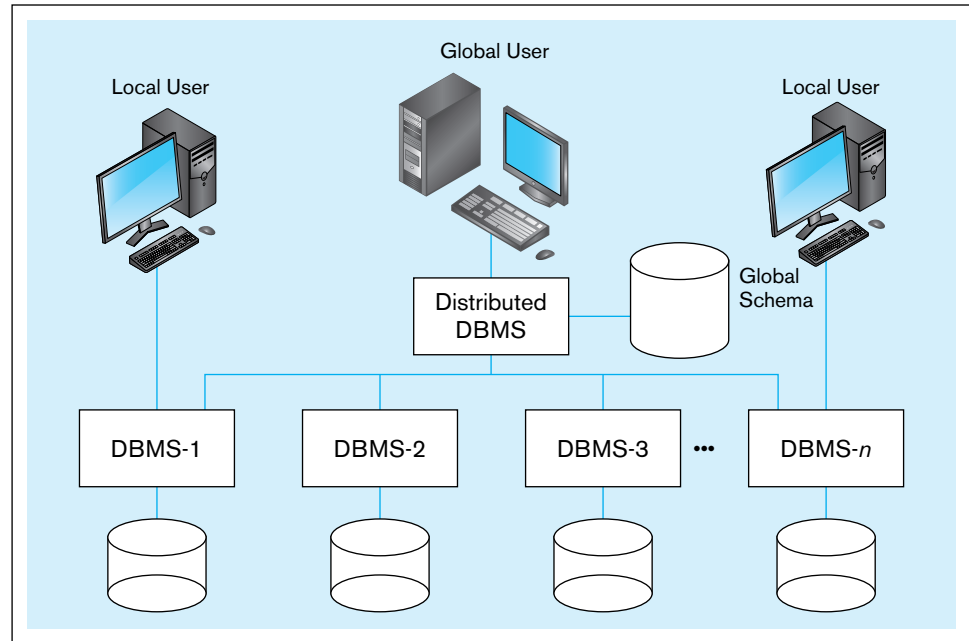 Global User
Local User
Local User
Global
Schema
Distributed
DBMS
DBMS-1
DBMS-2
DBMS-3
•••
DBMS-n